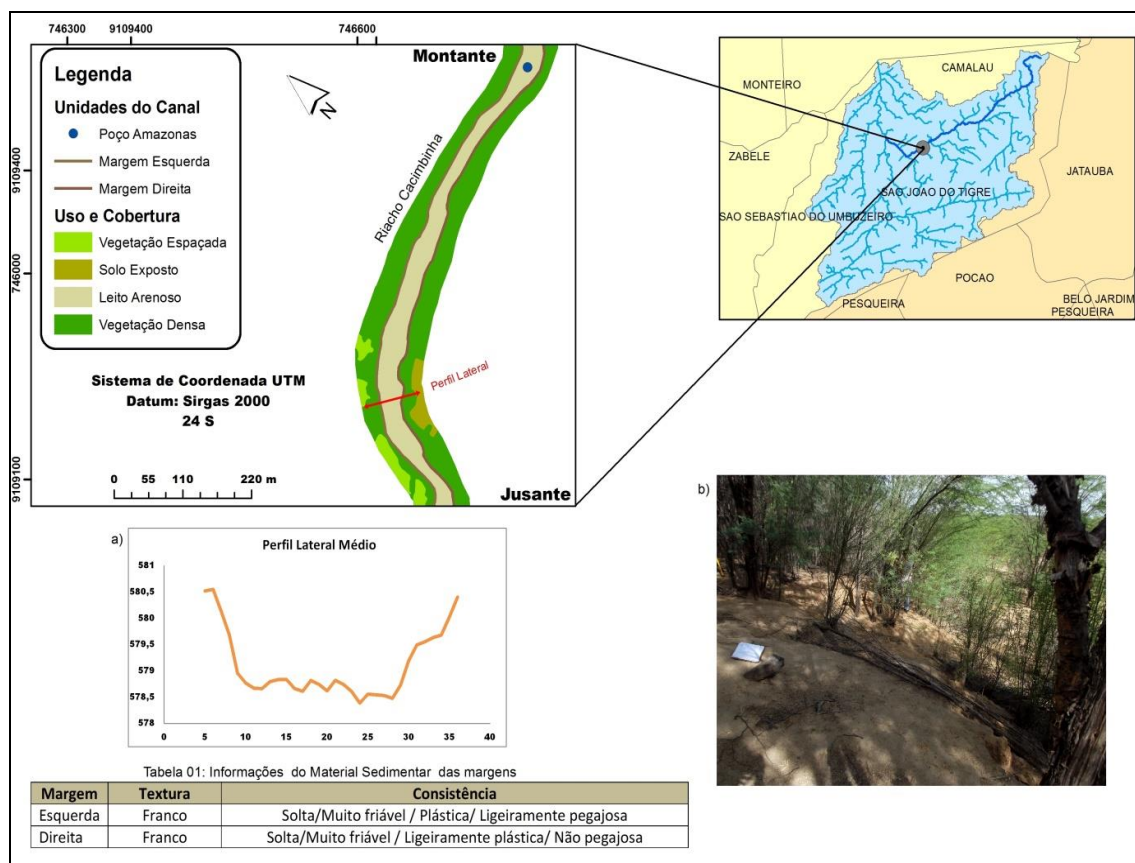 746300
9109400
746600
Montante
Legenda
Unidades do Canal
Poço Amazonas
Margem Esquerda
Margem Direita
Uso e Cobertura
Vegetação Espaçada
Solo Exposto
Leito Arenoso
Vegetação Densa
N
Riacho Cacimbinha
Perfil Lateral
9109400
746000
9109100
Sistema de Coordenada UTM
Datum: Sirgas 2000
24 S
0 55 110 220 m
Jusante
CAMALAU
MONTEIRO
ZABELE
JATAUBA
SAO JOAO DO TIGRE
SAO SEBASTIAO DO UMBUZEIRO
POCAO
PESQUEIRA
BELO JARDIM
PESQUEIRA
a)
Perfil Lateral Médio
581
580,5
580
579,5
579
578,5
578
0 5 10 15 20 25 30 35 40
b)
Tabela 01: Informações do Material Sedimentar das margens
Margem Textura Consistência
Esquerda Franco Solta/Muito friável / Plástica/ Ligeiramente pegajosa
Direita Franco Solta/Muito friável / Ligeiramente plástica/ Não pegajosa